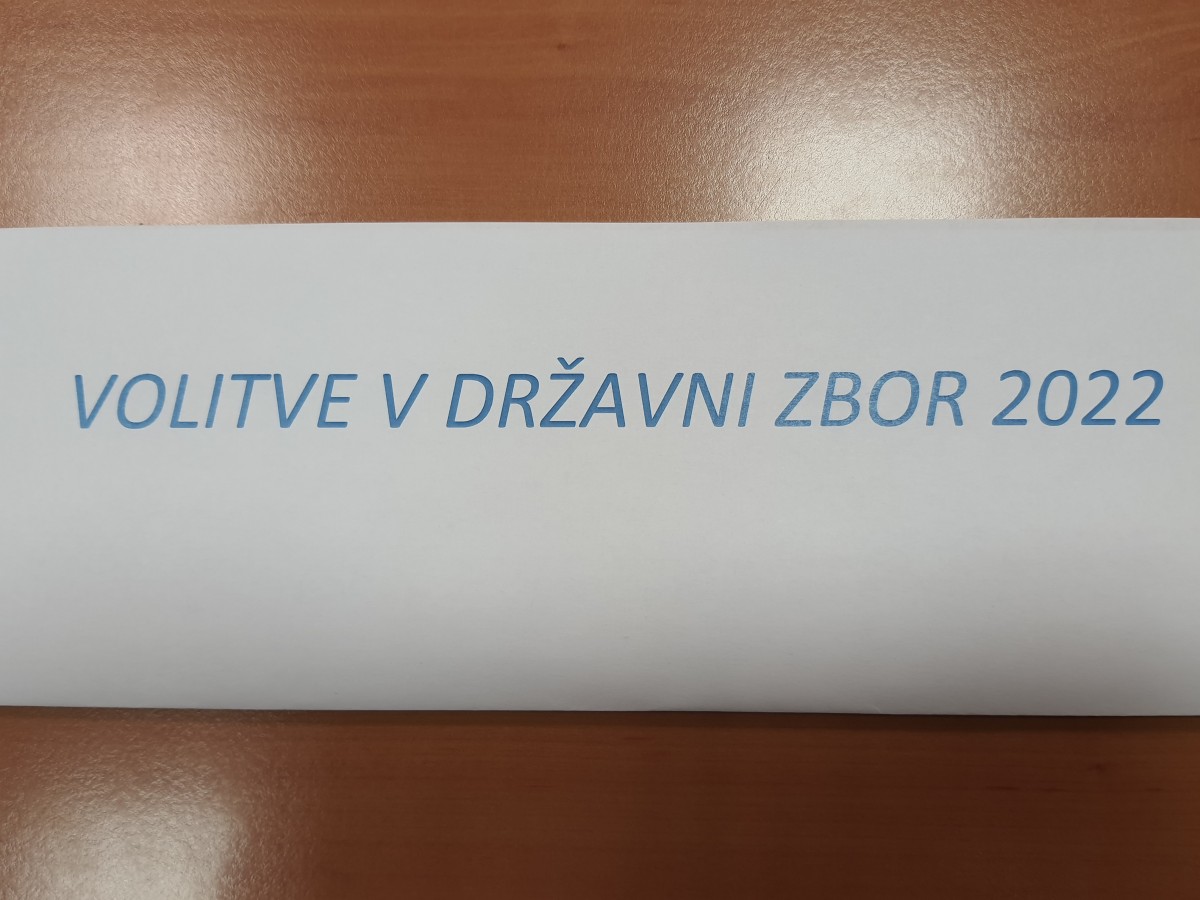 VOLITVE V DRŽAVNI ZBOR 2022